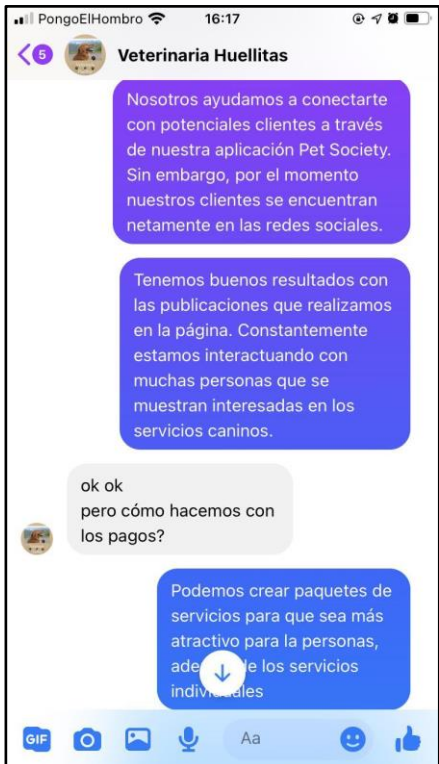 PongoElHombro 16:17
5 Veterinaria Huellitas
Nosotros ayudamos a conectarte
con potenciales clientes a través
de nuestra aplicación Pet Society.
Sin embargo, por el momento
nuestros clientes se encuentran
netamente en las redes sociales.
Tenemos buenos resultados con
las publicaciones que realizamos
en la página. Constantemente
estamos interactuando con
muchas personas que se
muestran interesadas en los
servicios caninos.
ok ok
pero cómo hacemos con
los pagos?
Podemos crear paquetes de
servicios para que sea más
atractivo para la personas,
de los servicios
individuales
GIF Aa